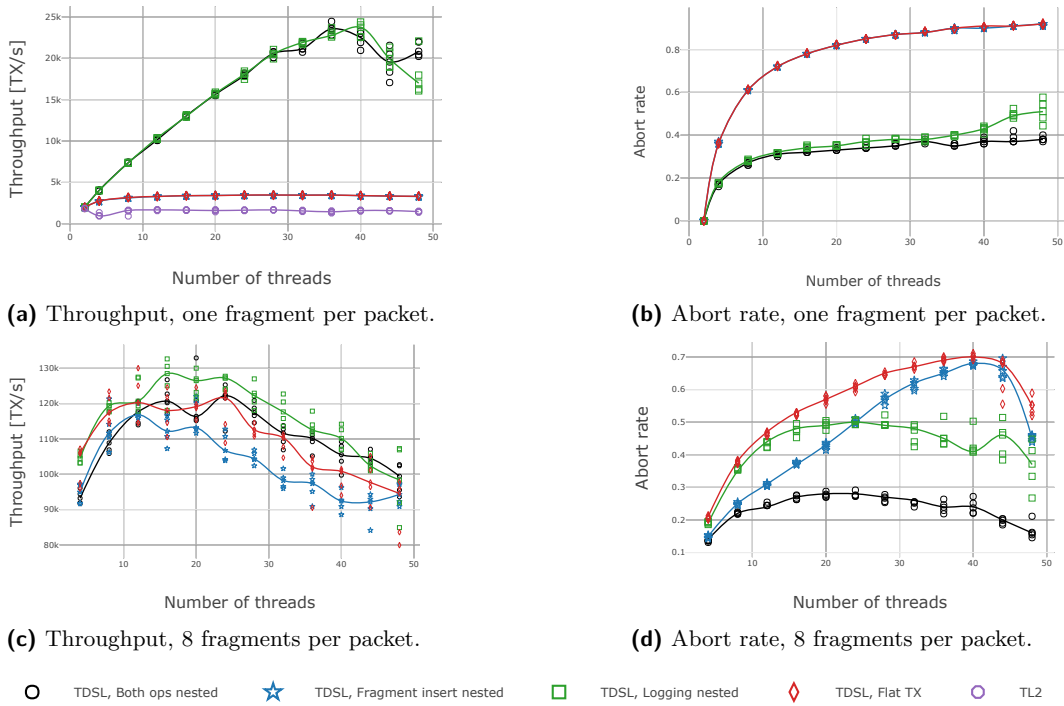 Throughput [TX/s]
25k
20k
15k
10k
5k
0
0
10
20
30
40
50
Number of threads
(a) Throughput, one fragment per packet.
Abort rate
0.8
0.6
0.4
0.2
0
0
10
20
30
40
50
Number of threads
(b) Abort rate, one fragment per packet.
Throughput [TX/s]
130k
120k
110k
100k
90k
80k
10
20
30
40
50
Number of threads
(c) Throughput, 8 fragments per packet.
Abort rate
0.7
0.6
0.5
0.4
0.3
0.2
0.1
10
20
30
40
50
Number of threads
(d) Abort rate, 8 fragments per packet.
TDSL, Both ops nested
TDSL, Fragment insert nested
TDSL, Logging nested
TDSL, Flat TX
TL2